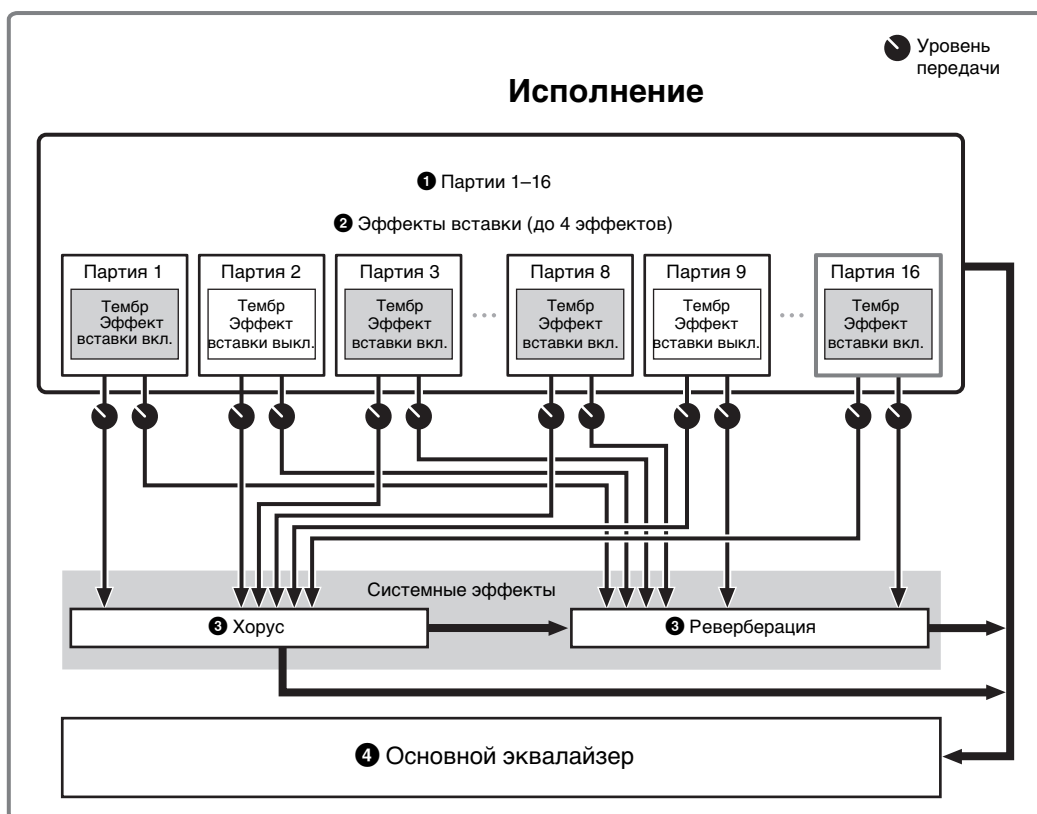 Уровень
передачи
Исполнение
❶ Партии 1–16
❷ Эффекты вставки (до 4 эффектов)
Партия 1
Тембр
Эффект
вставки вкл.
Партия 2
Тембр
Эффект
вставки выкл.
Партия 3
Тембр
Эффект
вставки вкл.
...
Партия 8
Тембр
Эффект
вставки вкл.
Партия 9
Тембр
Эффект
вставки выкл.
...
Партия 16
Тембр
Эффект
вставки вкл.
Системные эффекты
❸ Хорус
❸ Реверберация
❹ Основной эквалайзер